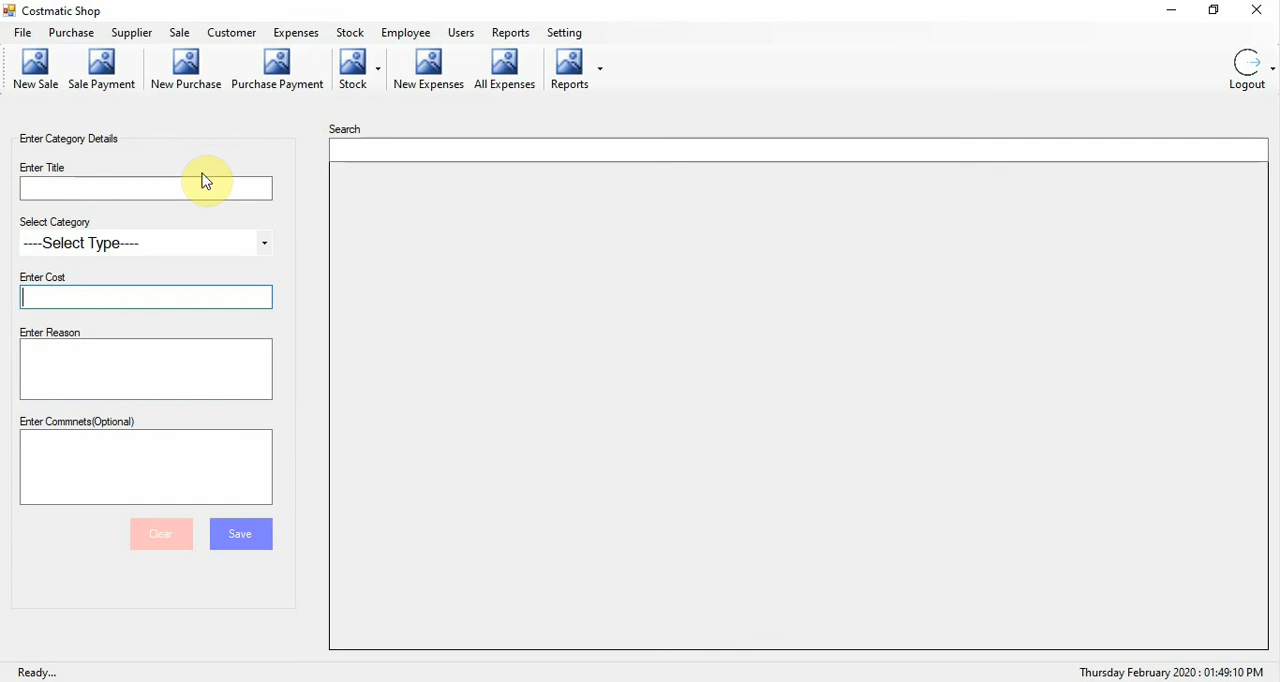 Costmatic Shop
File Purchase Supplier Sale Customer Expenses Stock Employee Users Reports Setting
New Sale Sale Payment New Purchase Purchase Payment Stock New Expenses All Expenses Reports Logout
Enter Category Details
Search
Enter Title
Select Category
----Select Type----
Enter Cost
Enter Reason
Enter Commnets(Optional)
Clear Save
Ready... Thursday February 2020 : 01:49:10 PM